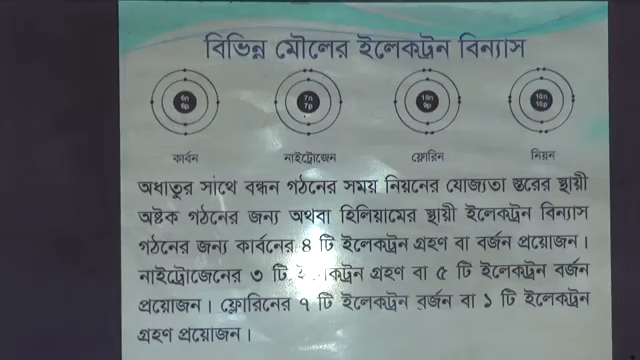 বিভিন্ন মৌলের ইলেকট্রন বিন্যাস
6n 7n 10n 10n
6p 7p 9p 10p
কার্বন নাইট্রোজেন ফ্লোরিন নিয়ন
অধাতুর সাথে বন্ধন গঠনের সময় নিয়নের যোজ্যতা স্তরের স্থায়ী
অষ্টক গঠনের জন্য অথবা হিলিয়ামের স্থায়ী ইলেকট্রন বিন্যাস
গঠনের জন্য কার্বনের ৪ টি ইলেকট্রন গ্রহণ বা বর্জন প্রয়োজন।
নাইট্রোজেনের ৩ টি গ্রহণ বা ৫ টি ইলেকট্রন বর্জন
প্রয়োজন। ফ্লোরিনের ৭ টি ইলেকট্রন বর্জন বা ১ টি ইলেকট্রন
গ্রহণ প্রয়োজন।